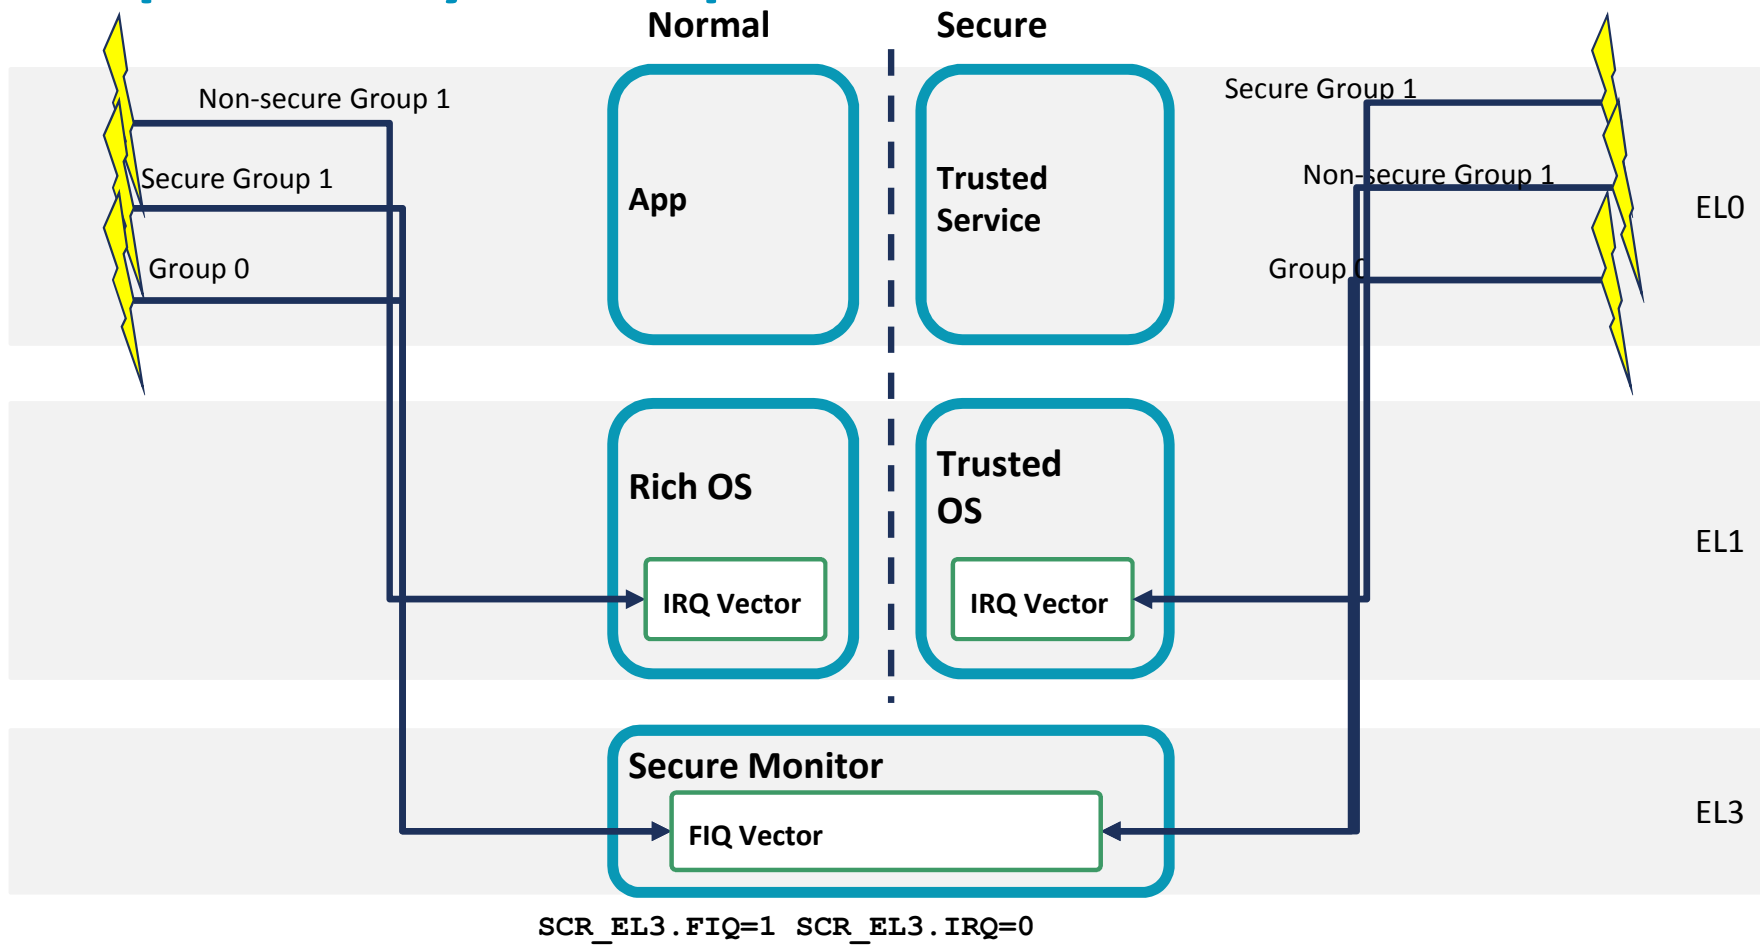 Normal
Secure
Non-secure Group 1
Secure Group 1
Secure Group 1
Non-secure Group 1
App
Trusted
Service
EL0
Group 0
Group 0
Rich OS
Trusted
OS
EL1
IRQ Vector
IRQ Vector
Secure Monitor
EL3
FIQ Vector
SCR_EL3.FIQ=1 SCR_EL3.IRQ=0